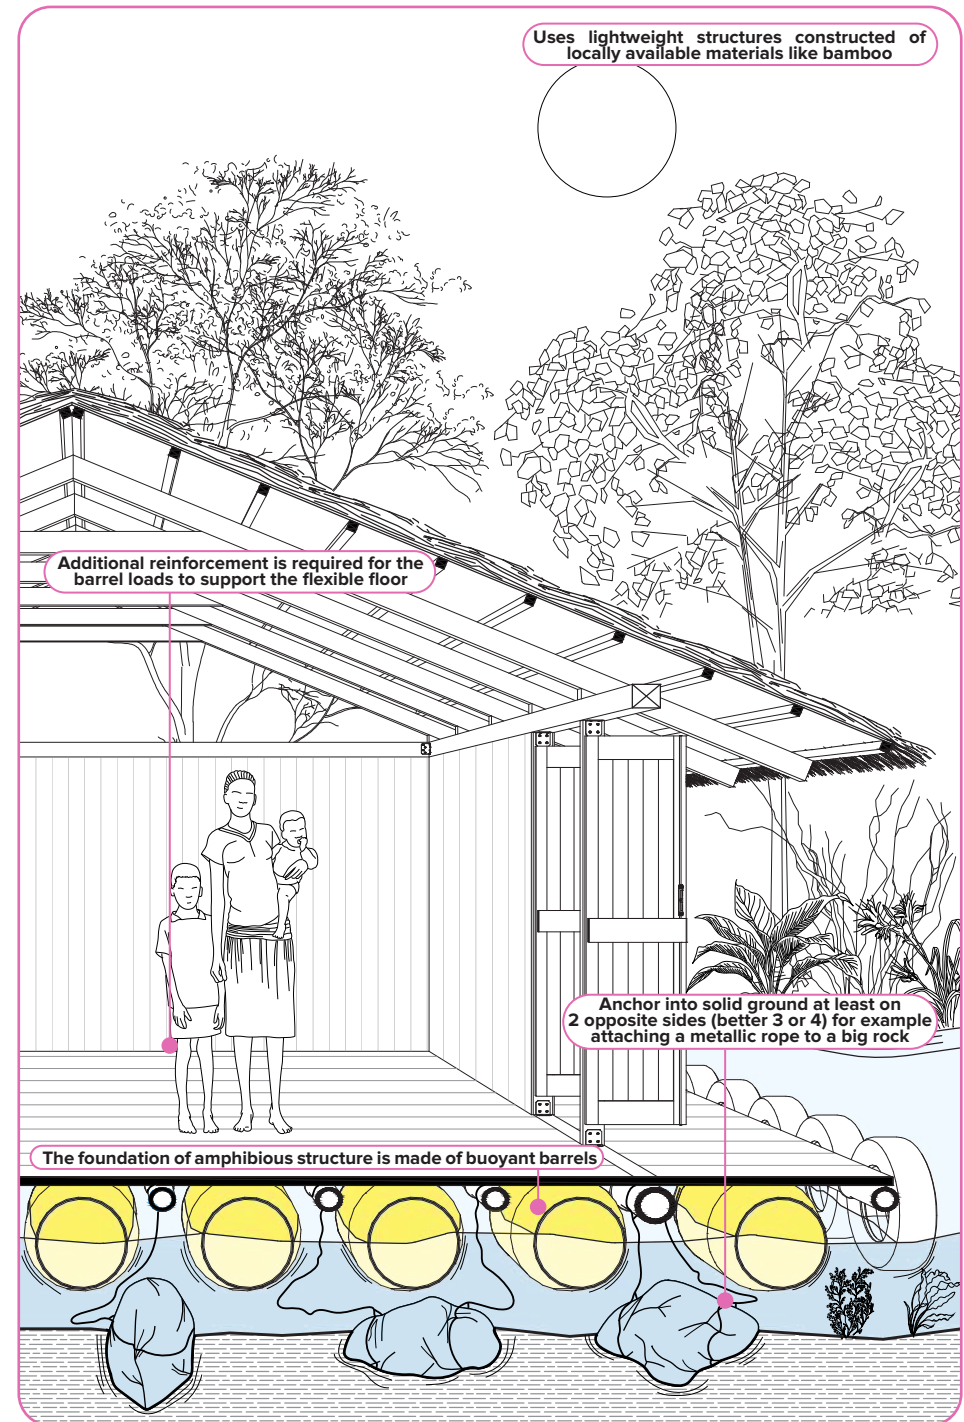 Uses lightweight structures constructed of
locally available materials like bamboo
Additional reinforcement is required for the
barrel loads to support the flexible floor
Anchor into solid ground at least on
2 opposite sides (better 3 or 4) for example
attaching a metallic rope to a big rock
The foundation of amphibious structure is made of buoyant barrels